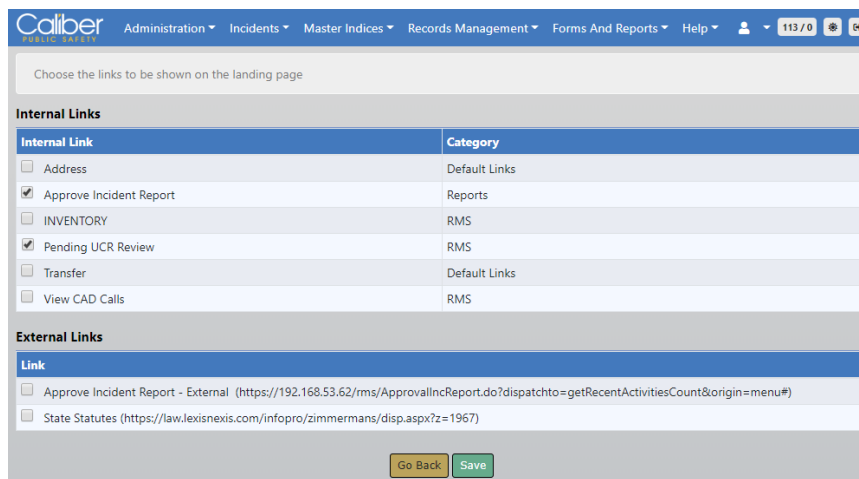 Caliber
PUBLIC SAFETY
Administration Incidents Master Indices Records Management Forms And Reports Help 113 / 0
Choose the links to be shown on the landing page
Internal Links
Internal Link Category
Address Default Links
Approve Incident Report Reports
INVENTORY RMS
Pending UCR Review RMS
Transfer Default Links
View CAD Calls RMS
External Links
Link
Approve Incident Report - External (https://192.168.53.62/rms/ApprovalIncReport.do?dispatchto=getRecentActivitiesCount&origin=menu#)
State Statutes (https://law.lexisnexis.com/infopro/zimmermans/disp.aspx?z=1967)
Go Back Save